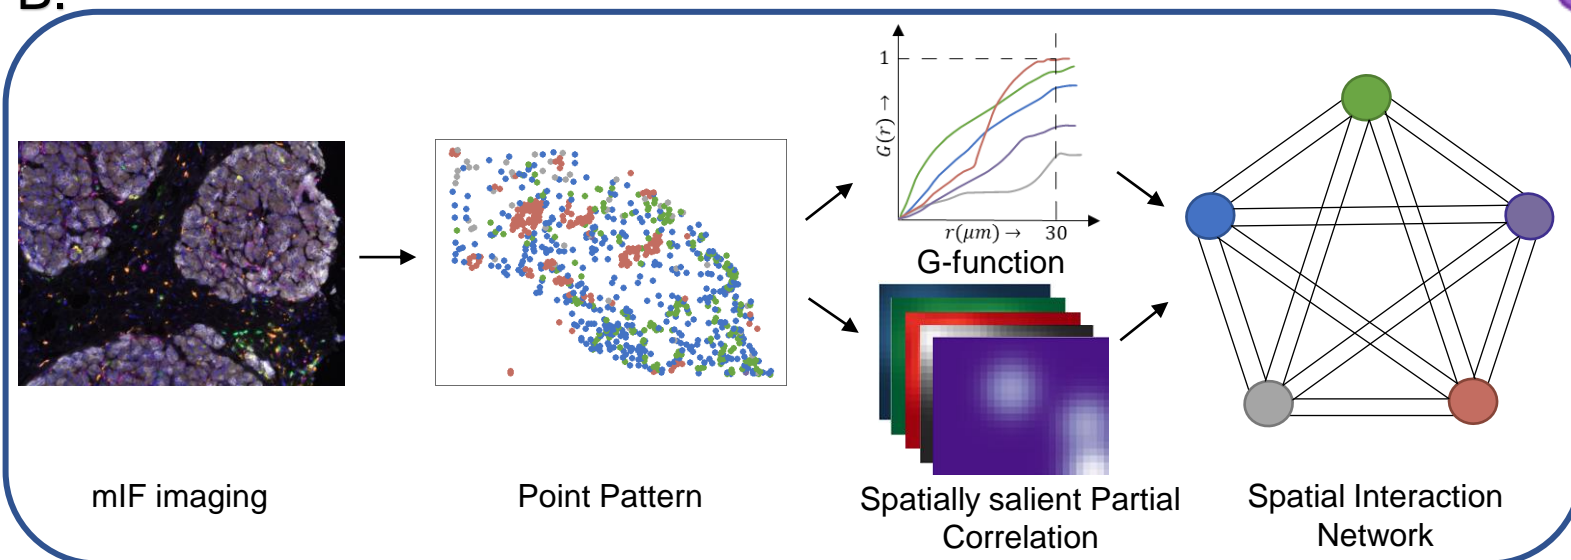 B.
1
G(r) →
r(μm) → 30
G-function
mIF imaging
Point Pattern
Spatially salient Partial
Correlation
Spatial Interaction
Network